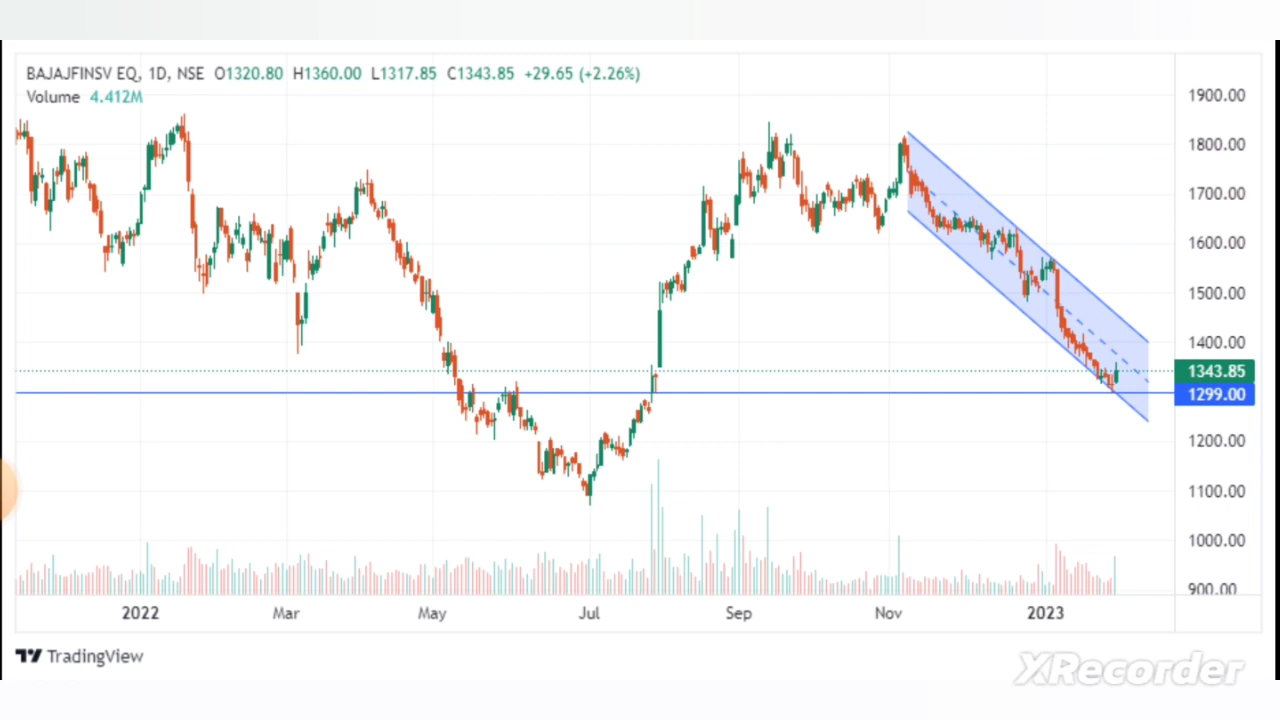 BAJAJFINSV EQ, 1D, NSE O1320.80 H1360.00 L1317.85 C1343.85 +29.65 (+2.26%)
Volume 4.412M
1900.00
1800.00
1700.00
1600.00
1500.00
1400.00
1343.85
1299.00
1200.00
1100.00
1000.00
900.00
2022 Mar May Jul Sep Nov 2023
TradingView
XRecorder